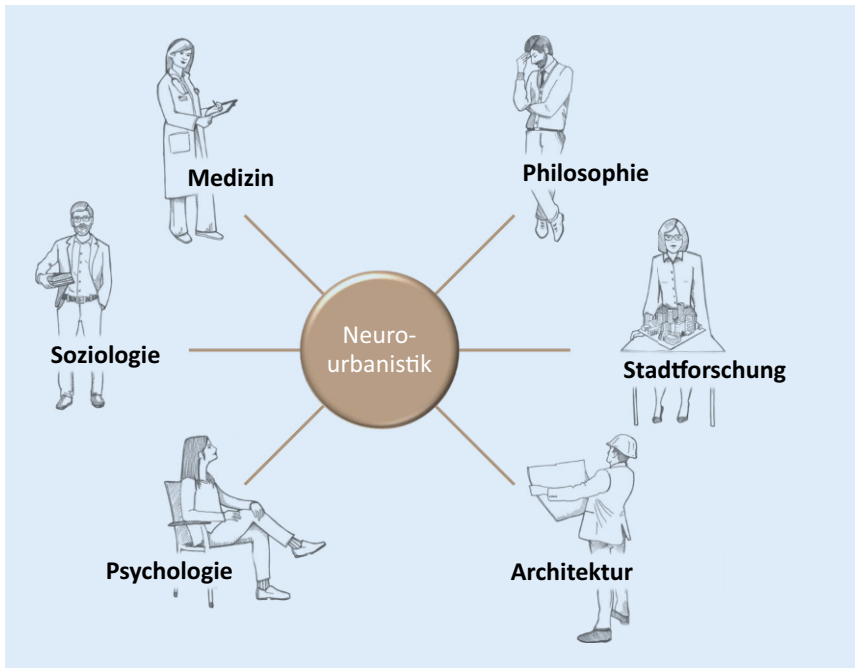 Medizin
Philosophie
Soziologie
Neuro-
urbanistik
Stadtforschung
Psychologie
Architektur